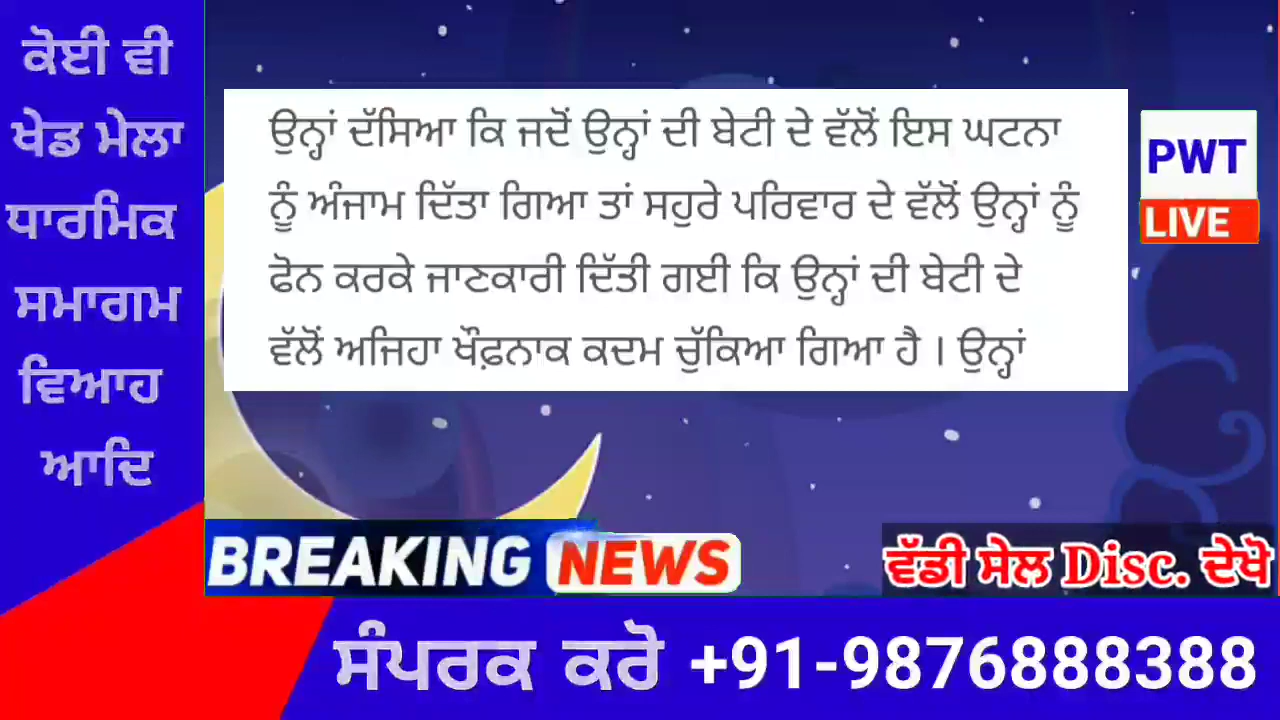 ਕੋਈ ਵੀ
ਖੇਡ ਮੇਲਾ
ਧਾਰਮਿਕ
ਸਮਾਗਮ
ਵਿਆਹ
ਆਦਿ
ਉਨ੍ਹਾਂ ਦੱਸਿਆ ਕਿ ਜਦੋਂ ਉਨ੍ਹਾਂ ਦੀ ਬੇਟੀ ਦੇ ਵੱਲੋਂ ਇਸ ਘਟਨਾ
ਨੂੰ ਅੰਜਾਮ ਦਿੱਤਾ ਗਿਆ ਤਾਂ ਸਹੁਰੇ ਪਰਿਵਾਰ ਦੇ ਵੱਲੋਂ ਉਨ੍ਹਾਂ ਨੂੰ
ਫੋਨ ਕਰਕੇ ਜਾਣਕਾਰੀ ਦਿੱਤੀ ਗਈ ਕਿ ਉਨ੍ਹਾਂ ਦੀ ਬੇਟੀ ਦੇ
ਵੱਲੋਂ ਅਜਿਹਾ ਖੌਫ਼ਨਾਕ ਕਦਮ ਚੁੱਕਿਆ ਗਿਆ ਹੈ । ਉਨ੍ਹਾਂ
PWT
LIVE
BREAKING NEWS
ਵੱਡੀ ਸੇਲ Disc. ਦੇਖੋ
ਸੰਪਰਕ ਕਰੋ +91-9876888388